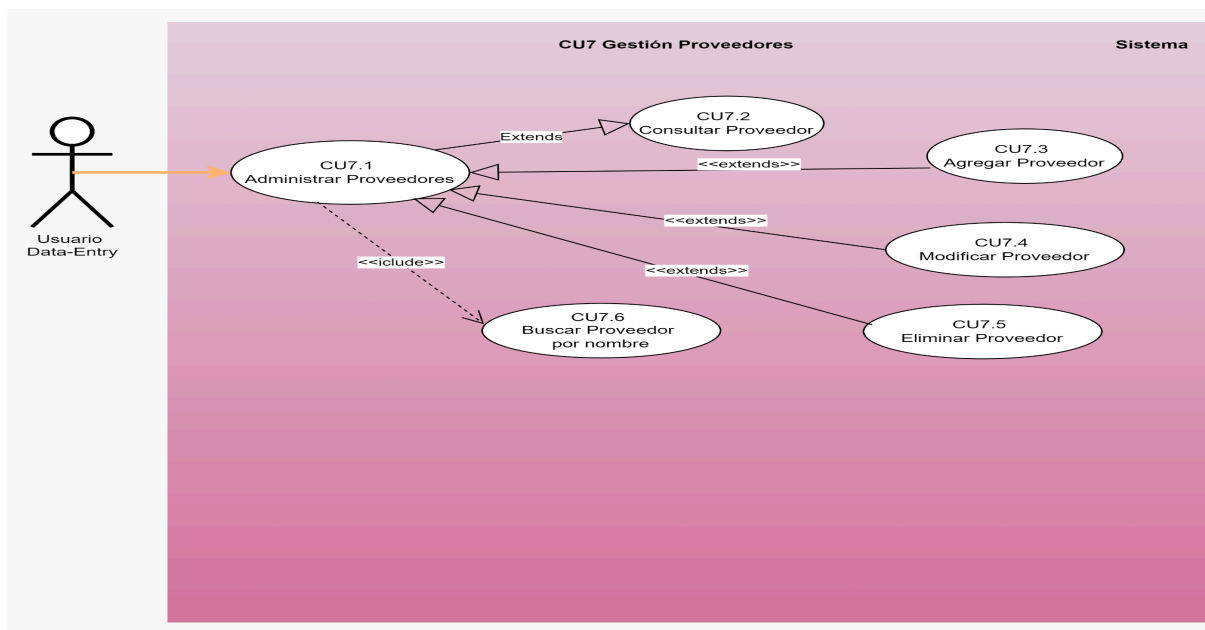 CU7 Gestión Proveedores
Sistema
CU7.2
Consultar Proveedor
Extends
CU7.3
Agregar Proveedor
<<extends>>
CU7.1
Administrar Proveedores
<<extends>>
CU7.4
Modificar Proveedor
Usuario
Data-Entry
<<iclude>>
<<extends>>
CU7.6
Buscar Proveedor
por nombre
CU7.5
Eliminar Proveedor